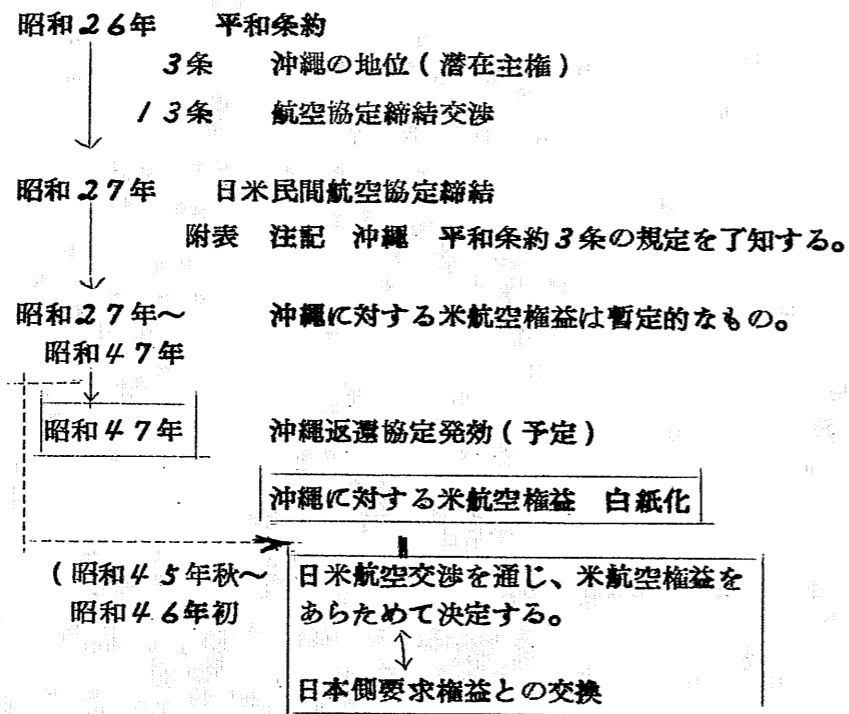 昭和26年 平和条約
3条 沖縄の地位(潜在主権)
13条 航空協定締結交渉
昭和27年 日米民間航空協定締結
附表 注記 沖縄 平和条約3条の規定を了知する。
昭和27年〜 沖縄に対する米航空権益は暫定的なもの。
昭和47年
昭和47年 沖縄返還協定発効(予定)
沖縄に対する米航空権益 白紙化
(昭和45年秋〜 日米航空交渉を通じ、米航空権益を
昭和46年初 あらためて決定する。
日本側要求権益との交換